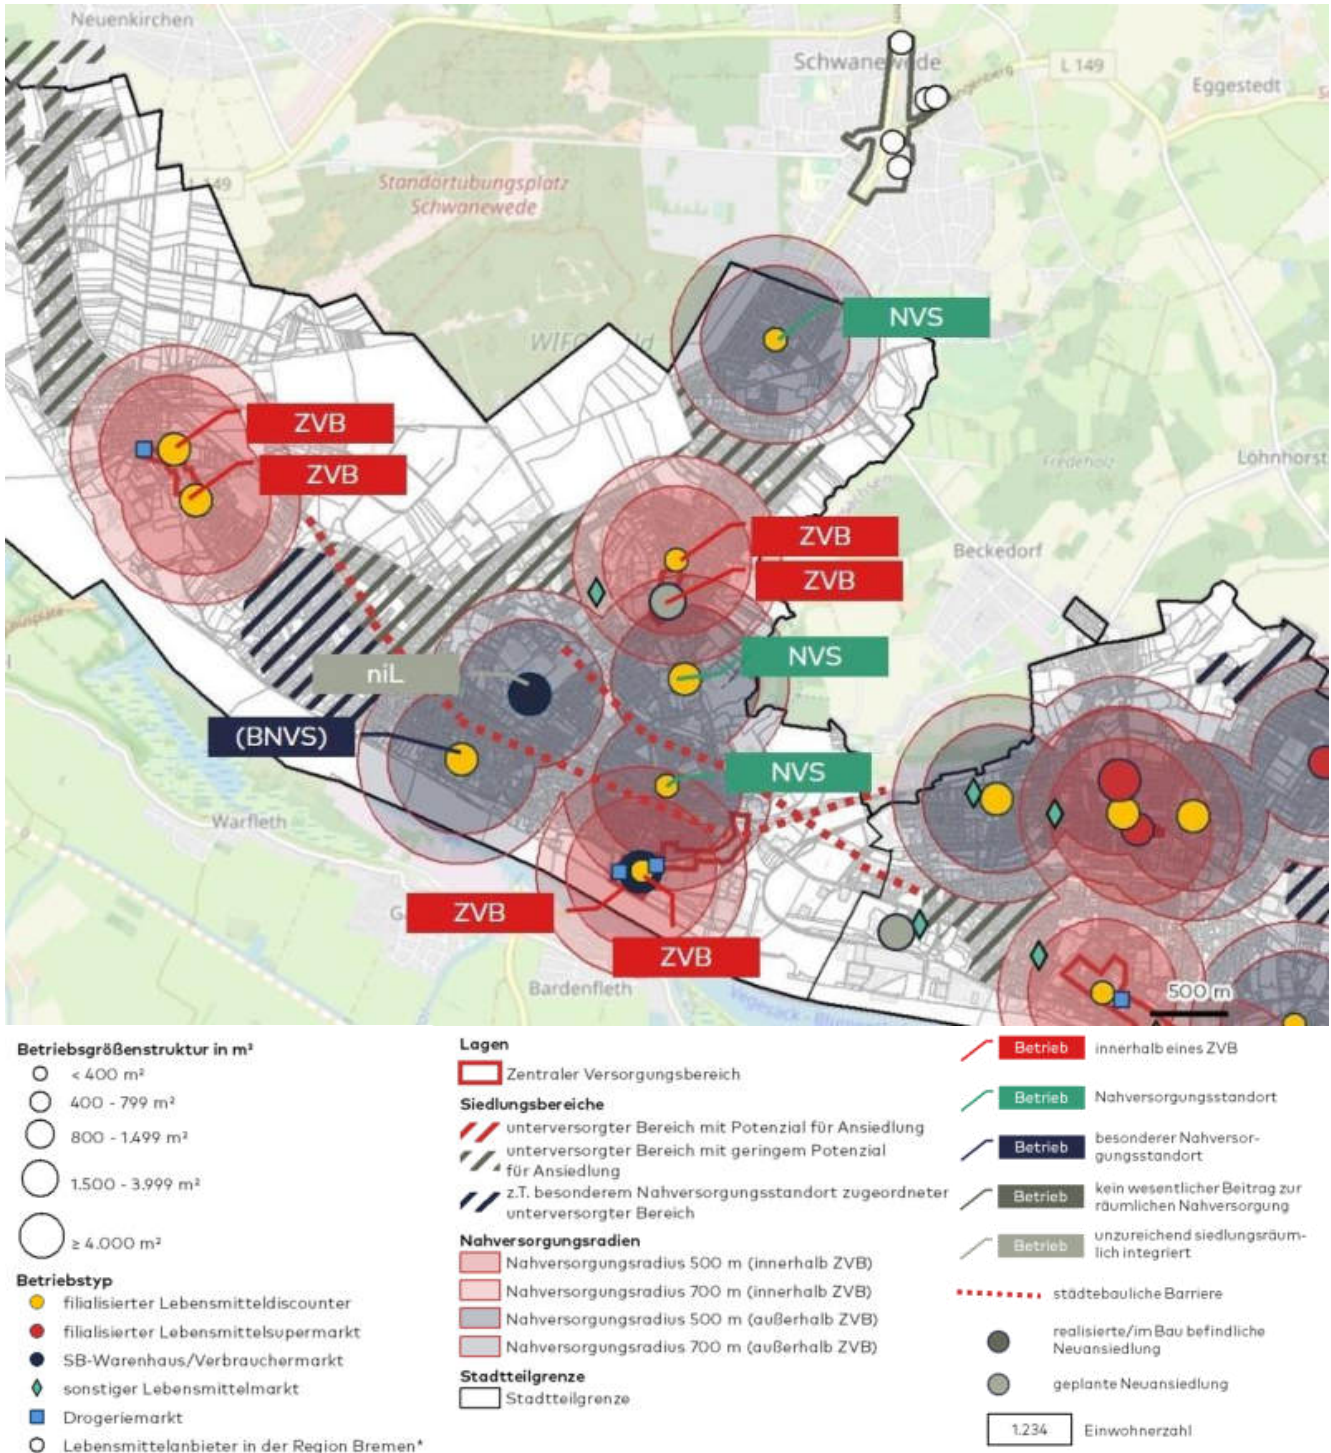 Neuenkirchen
Schwanewede
L 149
Eggestedt
L 149
Standortübungsplatz
Schwanewede
NVS
ZVB
ZVB
Fredeholz
Löhnhorst
ZVB
Beckedorf
ZVB
NVS
niL
(BNVS)
NVS
Warfleth
ZVB
ZVB
Bardenfleth
500 m
Betriebsgrößenstruktur in m²
< 400 m²
400 - 799 m²
800 - 1.499 m²
1.500 - 3.999 m²
≥ 4.000 m²
Betriebstyp
filialisierter Lebensmitteldiscounter
filialisierter Lebensmittelsupermarkt
SB-Warenhaus/Verbrauchermarkt
sonstiger Lebensmittelmarkt
Drogeriemarkt
Lebensmittelanbieter in der Region Bremen*
Lagen
Zentraler Versorgungsbereich
Siedlungsbereiche
unterversorgter Bereich mit Potenzial für Ansiedlung
unterversorgter Bereich mit geringem Potenzial
für Ansiedlung
z.T. besonderem Nahversorgungsstandort zugeordneter
unterversorgter Bereich
Nahversorgungsradien
Nahversorgungsradius 500 m (innerhalb ZVB)
Nahversorgungsradius 700 m (innerhalb ZVB)
Nahversorgungsradius 500 m (außerhalb ZVB)
Nahversorgungsradius 700 m (außerhalb ZVB)
Stadtteilgrenze
Stadtteilgrenze
Betrieb innerhalb eines ZVB
Betrieb Nahversorgungsstandort
Betrieb besonderer Nahversor-
gungsstandort
Betrieb kein wesentlicher Beitrag zur
räumlichen Nahversorgung
Betrieb unzureichend siedlungsräum-
lich integriert
städtebauliche Barriere
realisierte/im Bau befindliche
Neuansiedlung
geplante Neuansiedlung
1.234 Einwohnerzahl